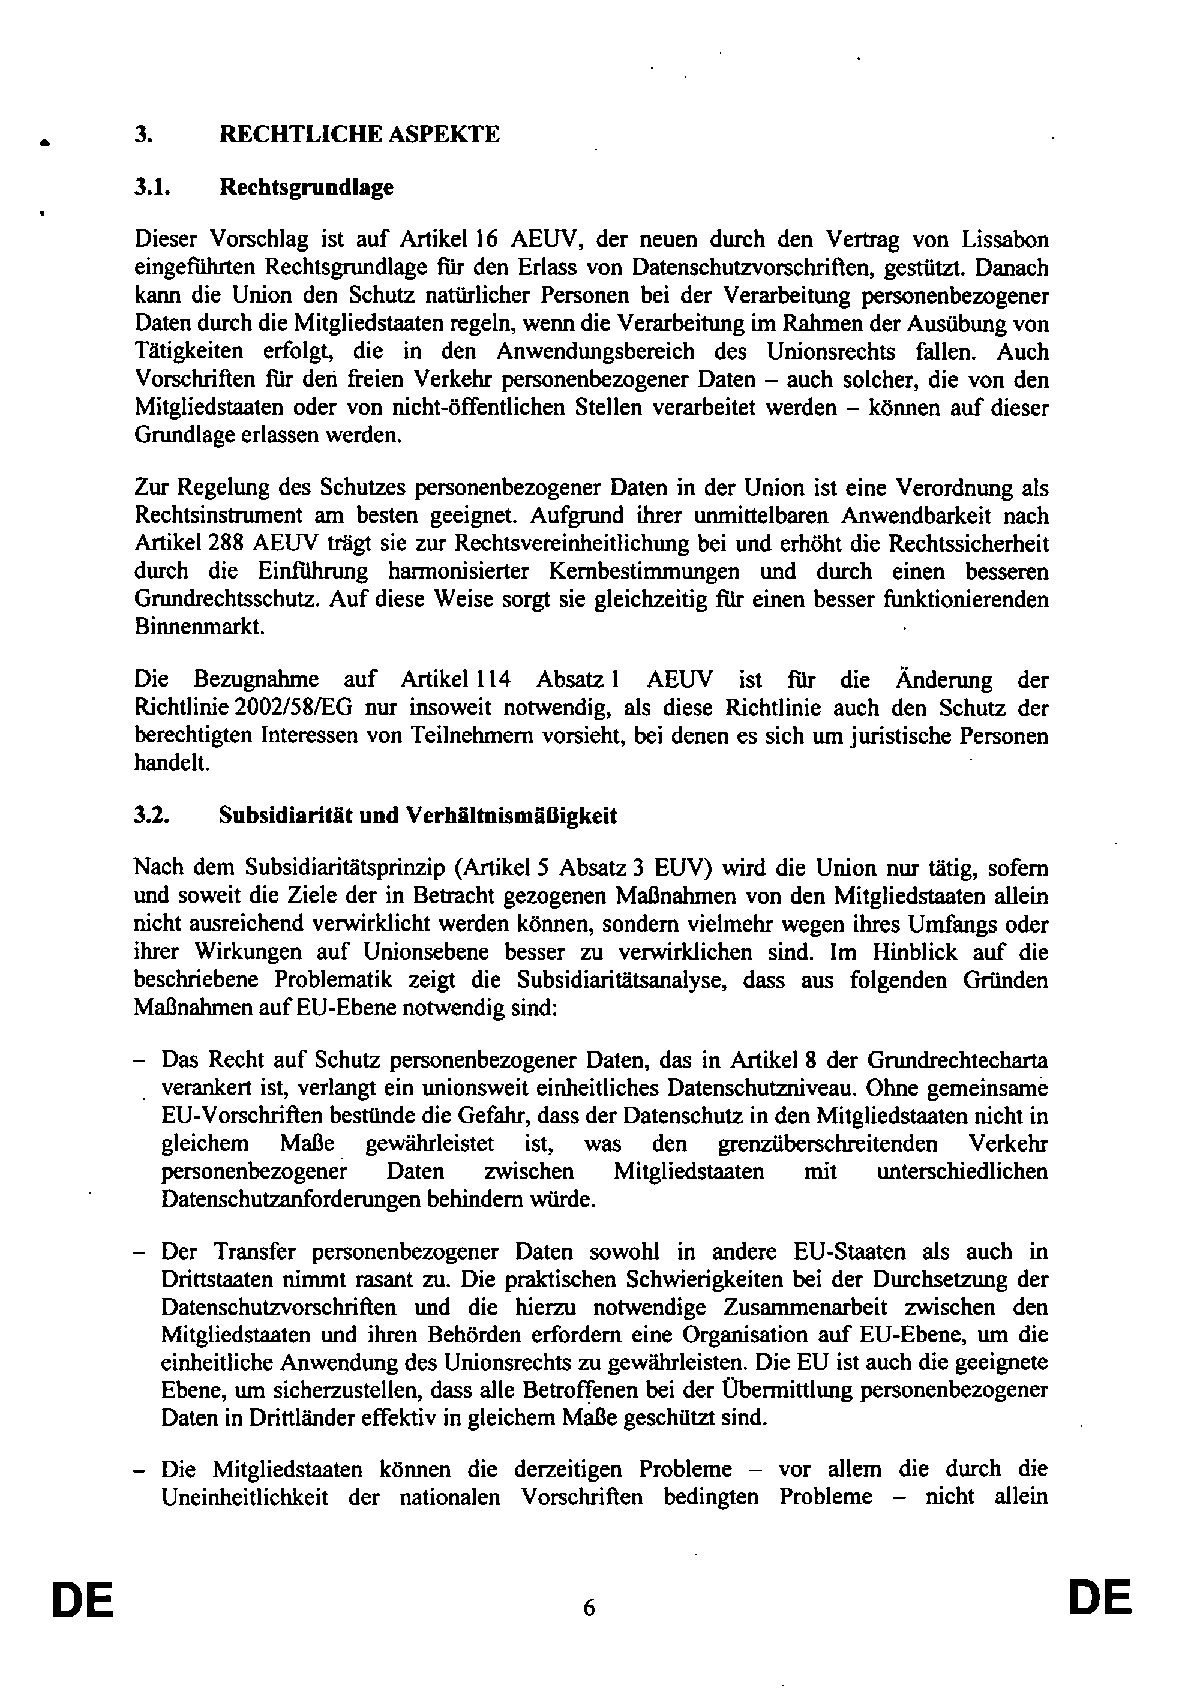 3. RECHTLICHE ASPEKTE
3.1. Rechtsgrundlage
Dieser Vorschlag ist auf Artikel 16 AEUV, der neuen durch den Vertrag von Lissabon
eingeführten Rechtsgrundlage für den Erlass von Datenschutzvorschriften, gestützt. Danach
kann die Union den Schutz natürlicher Personen bei der Verarbeitung personenbezogener
Daten durch die Mitgliedstaaten regeln, wenn die Verarbeitung im Rahmen der Ausübung von
Tätigkeiten erfolgt, die in den Anwendungsbereich des Unionsrechts fallen. Auch
Vorschriften für den freien Verkehr personenbezogener Daten – auch solcher, die von den
Mitgliedstaaten oder von nicht-öffentlichen Stellen verarbeitet werden – können auf dieser
Grundlage erlassen werden.
Zur Regelung des Schutzes personenbezogener Daten in der Union ist eine Verordnung als
Rechtsinstrument am besten geeignet. Aufgrund ihrer unmittelbaren Anwendbarkeit nach
Artikel 288 AEUV trägt sie zur Rechtsvereinheitlichung bei und erhöht die Rechtssicherheit
durch die Einführung harmonisierter Kernbestimmungen und durch einen besseren
Grundrechtsschutz. Auf diese Weise sorgt sie gleichzeitig für einen besser funktionierenden
Binnenmarkt.
Die Bezugnahme auf Artikel 114 Absatz 1 AEUV ist für die Änderung der
Richtlinie 2002/58/EG nur insoweit notwendig, als diese Richtlinie auch den Schutz der
berechtigten Interessen von Teilnehmern vorsieht, bei denen es sich um juristische Personen
handelt.
3.2. Subsidiarität und Verhältnismäßigkeit
Nach dem Subsidiaritätsprinzip (Artikel 5 Absatz 3 EUV) wird die Union nur tätig, sofern
und soweit die Ziele der in Betracht gezogenen Maßnahmen von den Mitgliedstaaten allein
nicht ausreichend verwirklicht werden können, sondern vielmehr wegen ihres Umfangs oder
ihrer Wirkungen auf Unionsebene besser zu verwirklichen sind. Im Hinblick auf die
beschriebene Problematik zeigt die Subsidiaritätsanalyse, dass aus folgenden Gründen
Maßnahmen auf EU-Ebene notwendig sind:
– Das Recht auf Schutz personenbezogener Daten, das in Artikel 8 der Grundrechtecharta
verankert ist, verlangt ein unionsweit einheitliches Datenschutzniveau. Ohne gemeinsame
EU-Vorschriften bestünde die Gefahr, dass der Datenschutz in den Mitgliedstaaten nicht in
gleichem Maße gewährleistet ist, was den grenzüberschreitenden Verkehr
personenbezogener Daten zwischen Mitgliedstaaten mit unterschiedlichen
Datenschutzanforderungen behindern würde.
– Der Transfer personenbezogener Daten sowohl in andere EU-Staaten als auch in
Drittstaaten nimmt rasant zu. Die praktischen Schwierigkeiten bei der Durchsetzung der
Datenschutzvorschriften und die hierzu notwendige Zusammenarbeit zwischen den
Mitgliedstaaten und ihren Behörden erfordern eine Organisation auf EU-Ebene, um die
einheitliche Anwendung des Unionsrechts zu gewährleisten. Die EU ist auch die geeignete
Ebene, um sicherzustellen, dass alle Betroffenen bei der Übermittlung personenbezogener
Daten in Drittländer effektiv in gleichem Maße geschützt sind.
– Die Mitgliedstaaten können die derzeitigen Probleme – vor allem die durch die
Uneinheitlichkeit der nationalen Vorschriften bedingten Probleme – nicht allein
DE 6 DE